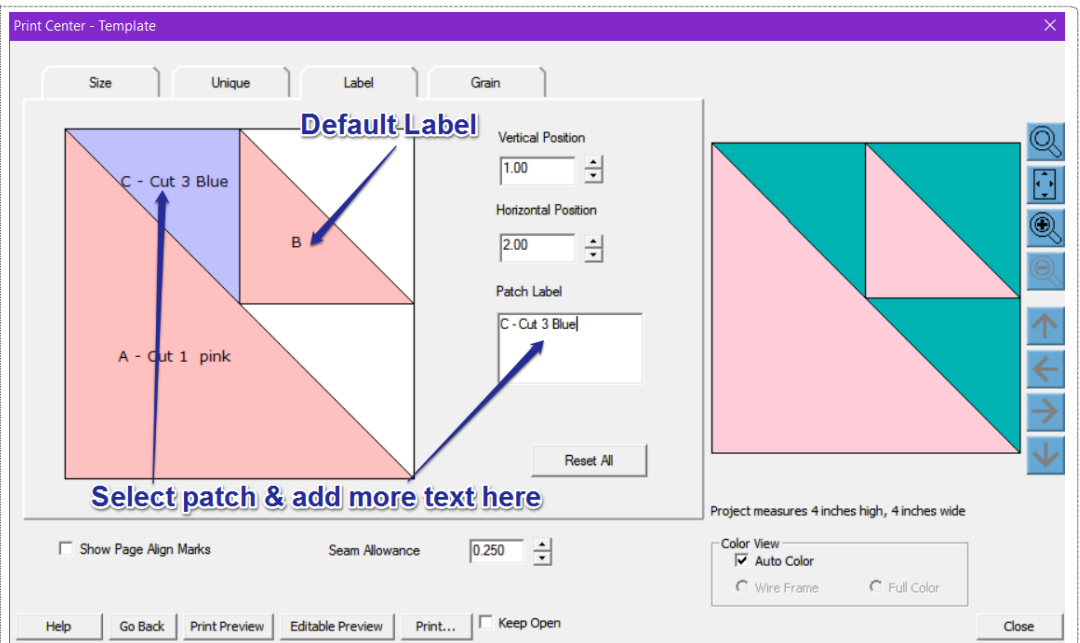 Print Center - Template
Size
Unique
Label
Grain
Default Label
C - Cut 3 Blue
B
A - Cut 1 pink
Vertical Position
1.00
Horizontal Position
2.00
Patch Label
C - Cut 3 Blue
Reset All
Select patch & add more text here
Project measures 4 inches high, 4 inches wide
Show Page Align Marks
Seam Allowance
0.250
Color View
Auto Color
Wire Frame
Full Color
Help
Go Back
Print Preview
Editable Preview
Print...
Keep Open
Close